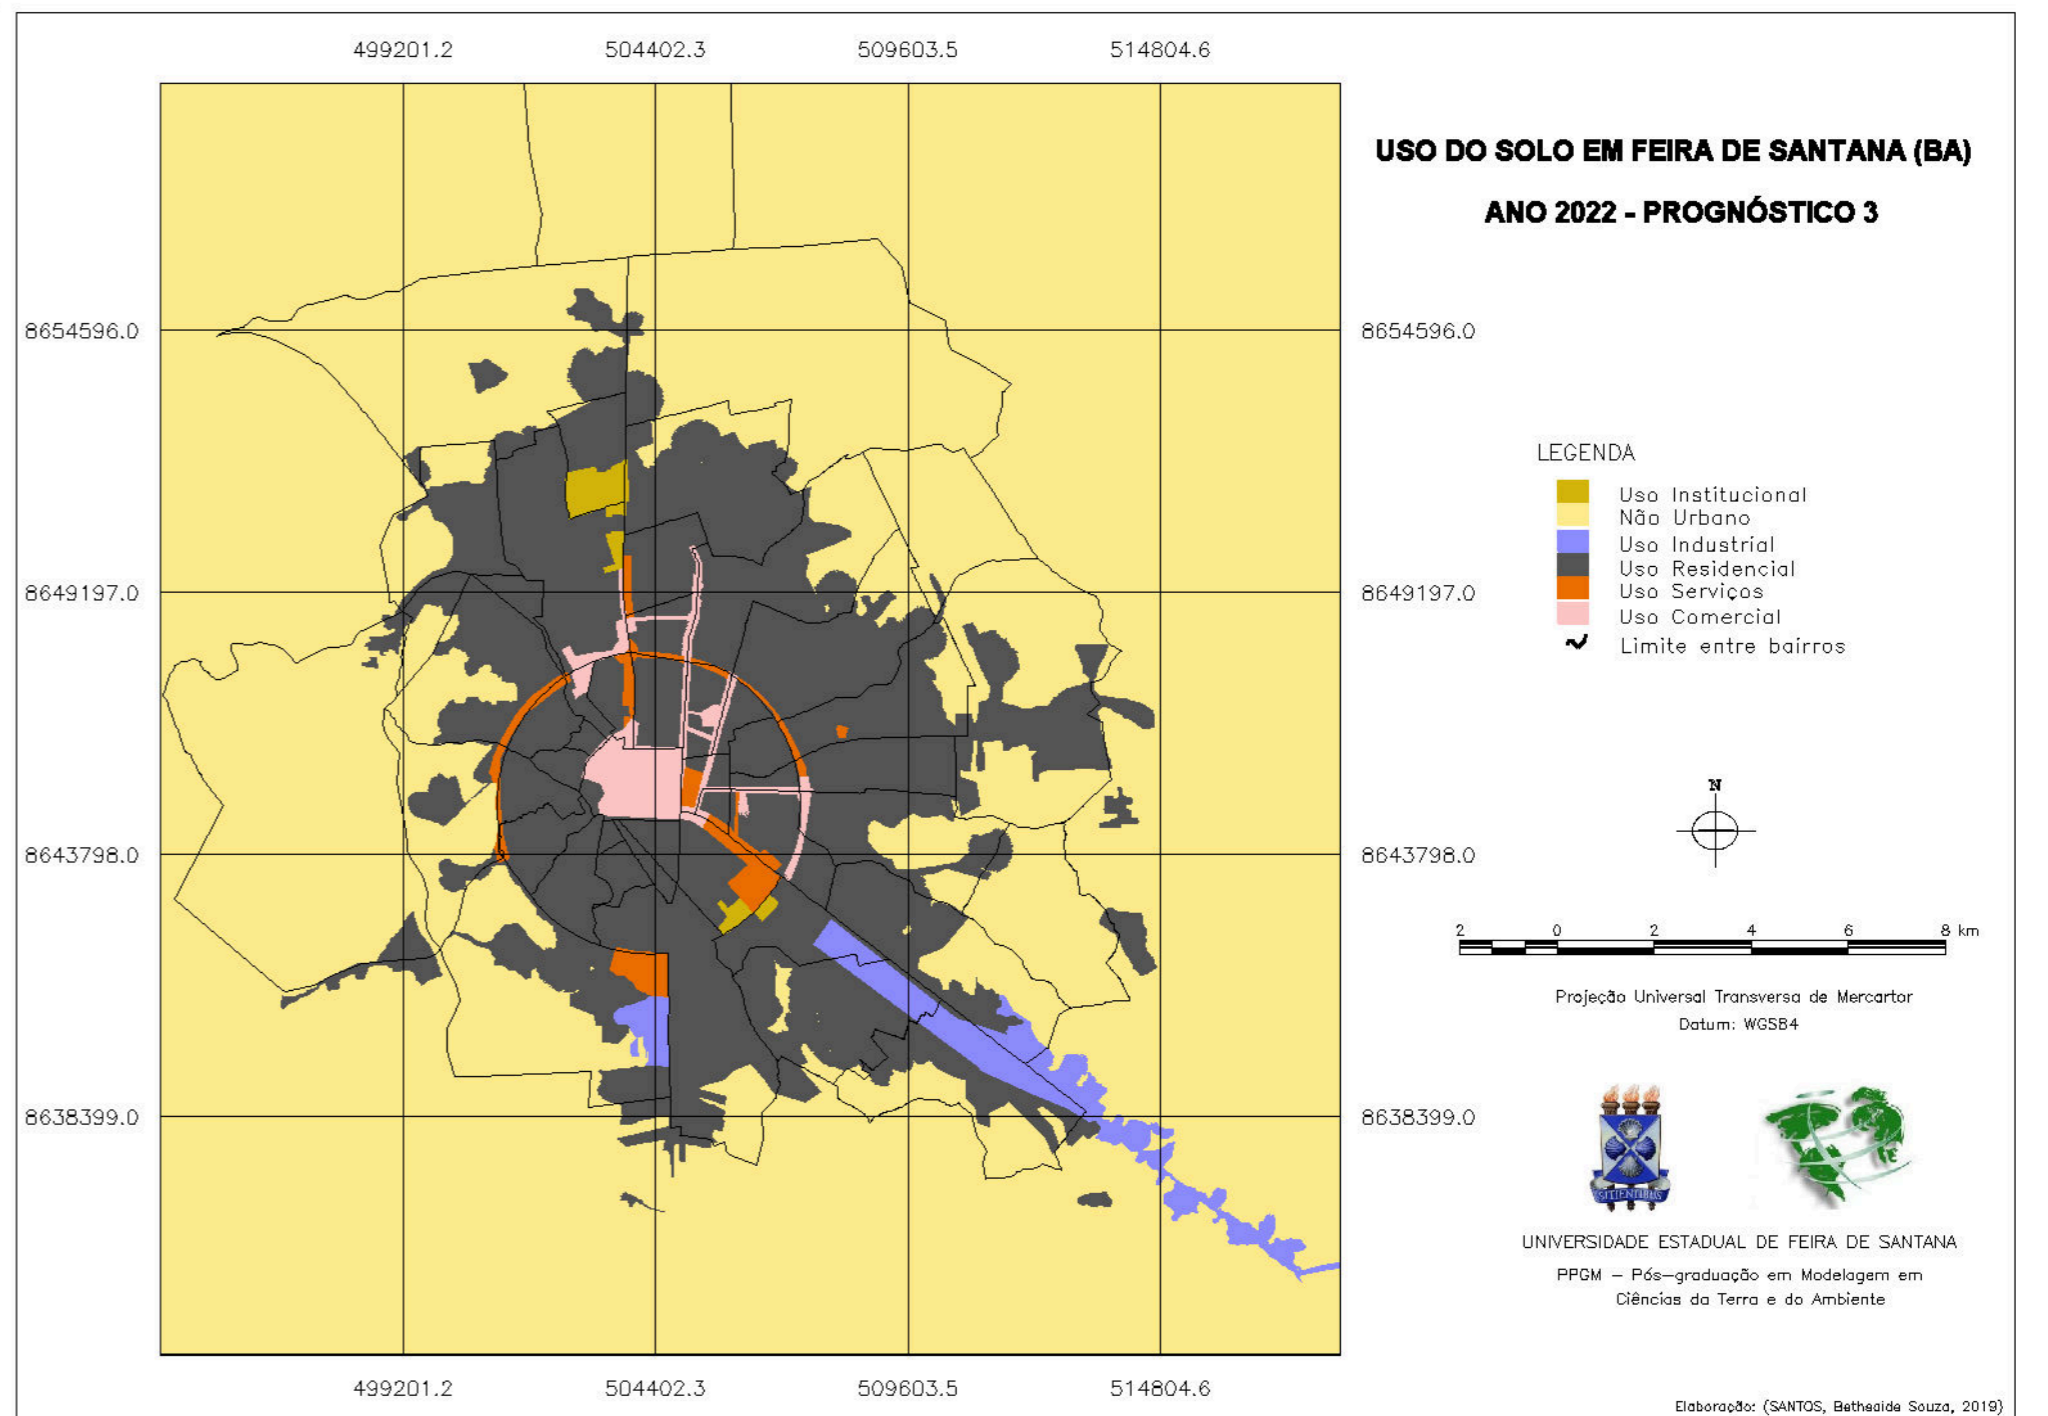 499201.2 504402.3 509603.5 514804.6
USO DO SOLO EM FEIRA DE SANTANA (BA)
ANO 2022 - PROGNÓSTICO 3
8654596.0 8654596.0
LEGENDA
Uso Institucional
Não Urbano
Uso Industrial
Uso Residencial
Uso Serviços
Uso Comercial
Limite entre bairros
8649197.0 8649197.0
N
8643798.0 8643798.0
2 0 2 4 6 8 km
Projeção Universal Transversa de Mercartor
Datum: WGS84
8638399.0 8638399.0
SITIENTIBUS
UNIVERSIDADE ESTADUAL DE FEIRA DE SANTANA
PPGM – Pós–graduação em Modelagem em
Ciências da Terra e do Ambiente
499201.2 504402.3 509603.5 514804.6
Elaboração: (SANTOS, Betheaide Souza, 2019)